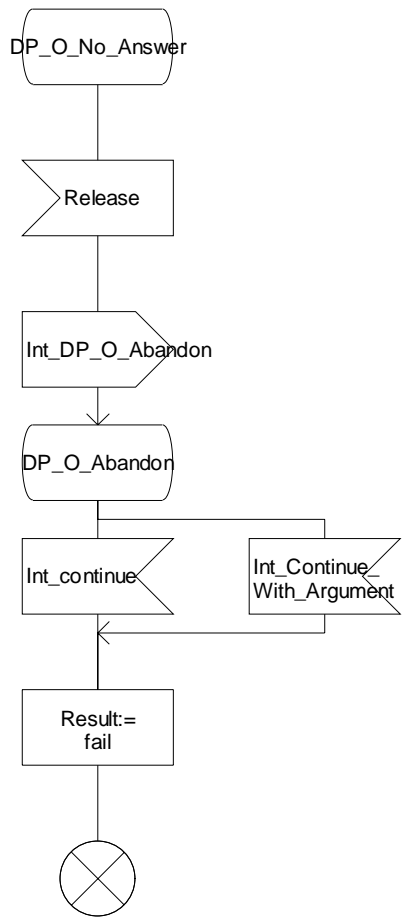 DP_O_No_Answer
Release
Int_DP_O_Abandon
DP_O_Abandon
Int_continue
Int_Continue_
With_Argument
Result:=
fail